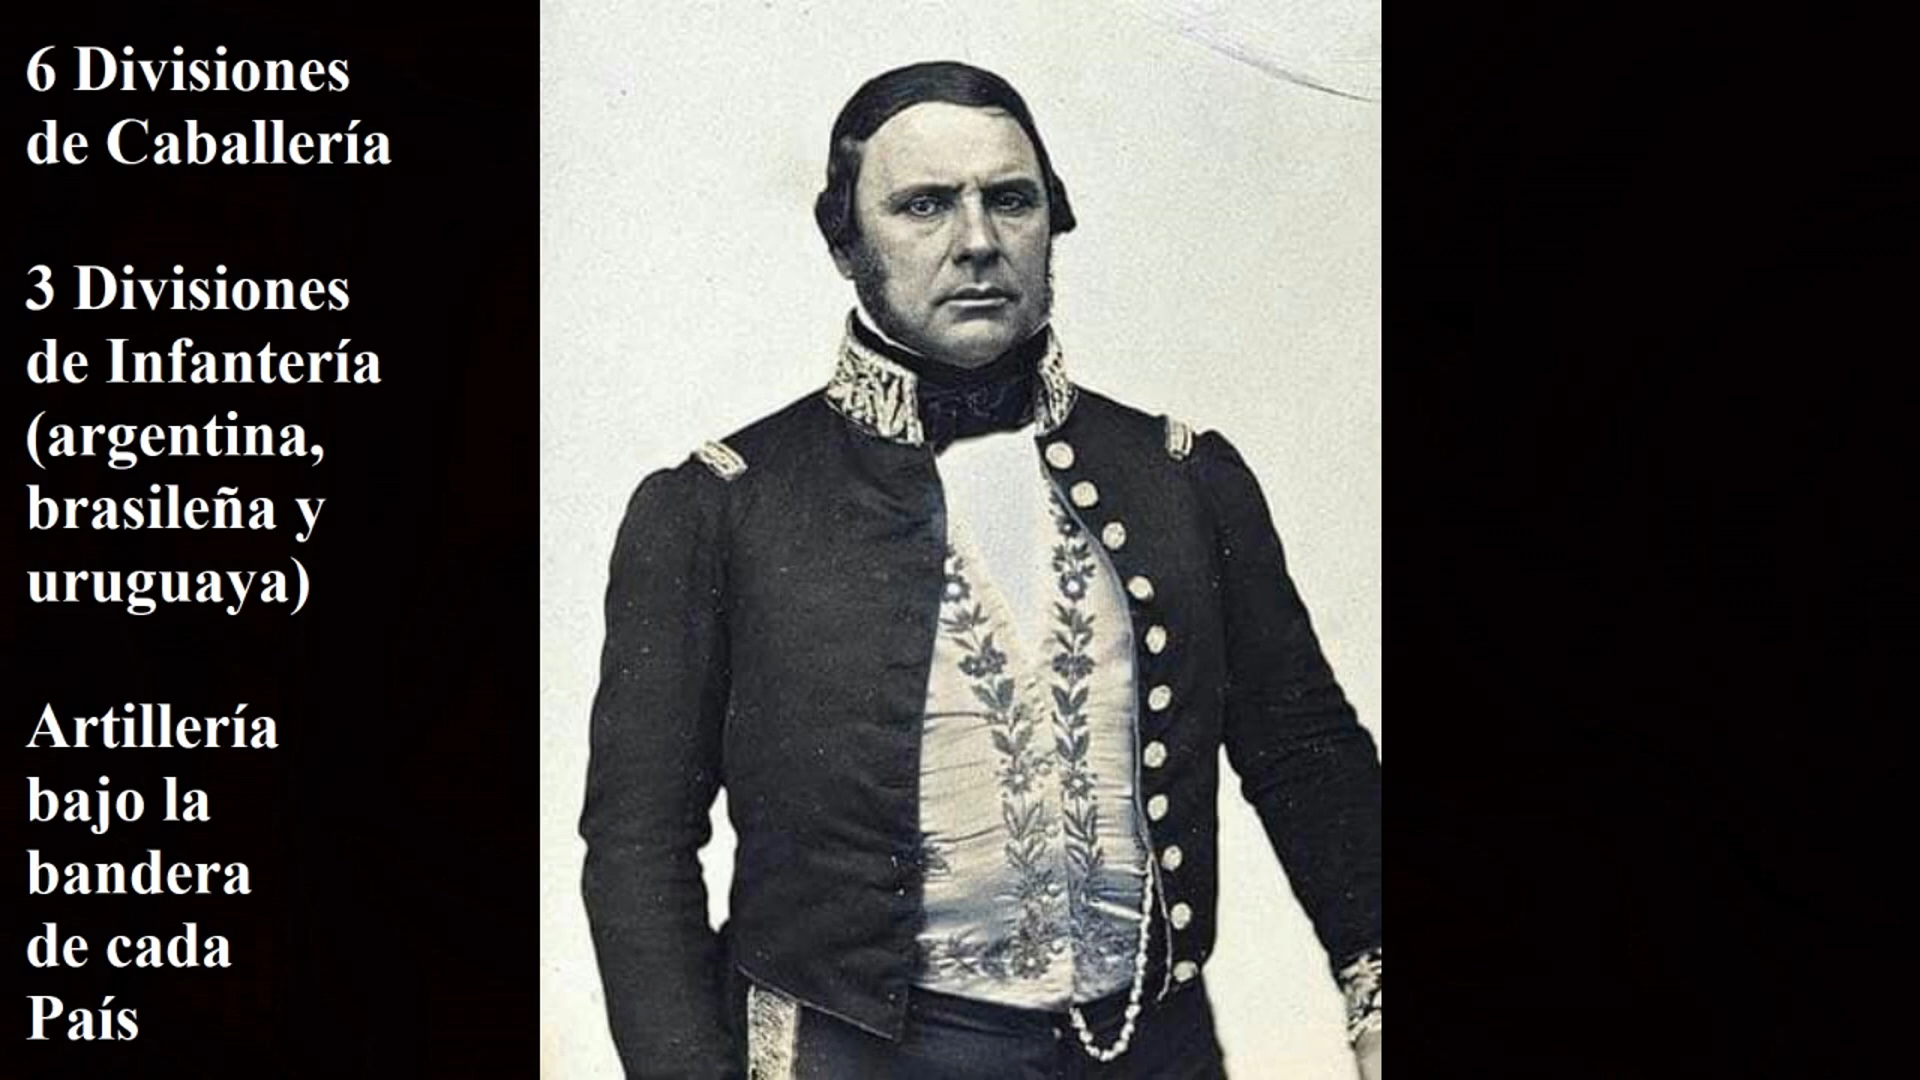 6 Divisiones
de Caballería
3 Divisiones
de Infantería
(argentina,
brasileña y
uruguaya)
Artillería
bajo la
bandera
de cada
País